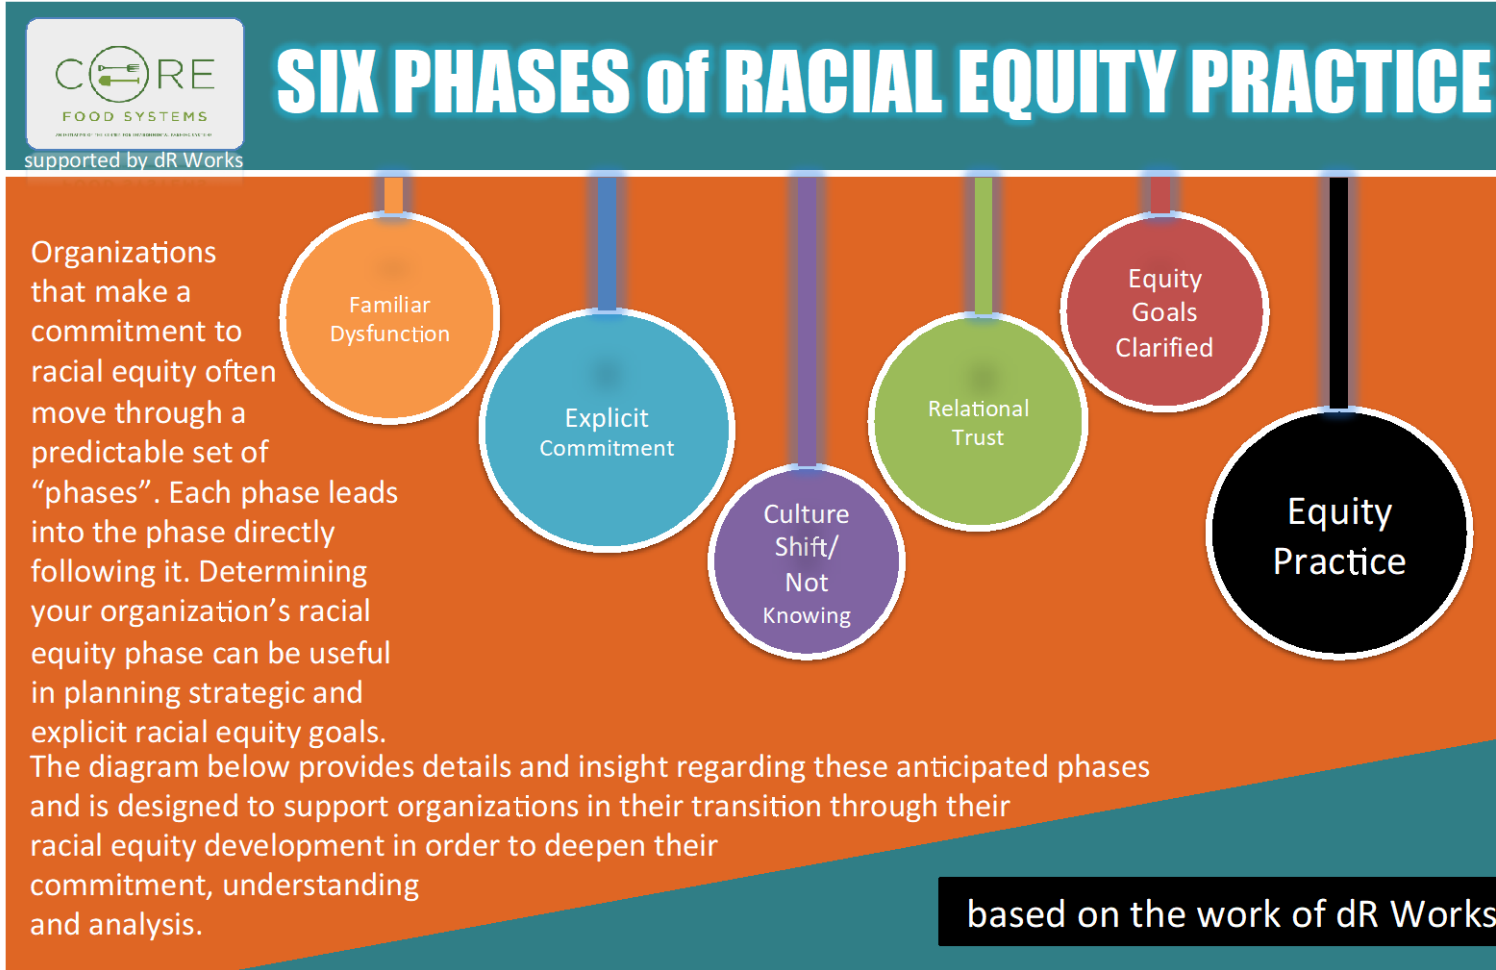 CORE
FOOD SYSTEMS
supported by dR Works
SIX PHASES of RACIAL EQUITY PRACTICE
Organizations
that make a
commitment to
racial equity often
move through a
predictable set of
“phases”. Each phase leads
into the phase directly
following it. Determining
your organization’s racial
equity phase can be useful
in planning strategic and
explicit racial equity goals.
The diagram below provides details and insight regarding these anticipated phases
and is designed to support organizations in their transition through their
racial equity development in order to deepen their
commitment, understanding
and analysis.
Familiar
Dysfunction
Explicit
Commitment
Culture
Shift/
Not
Knowing
Relational
Trust
Equity
Goals
Clarified
Equity
Practice
based on the work of dR Works